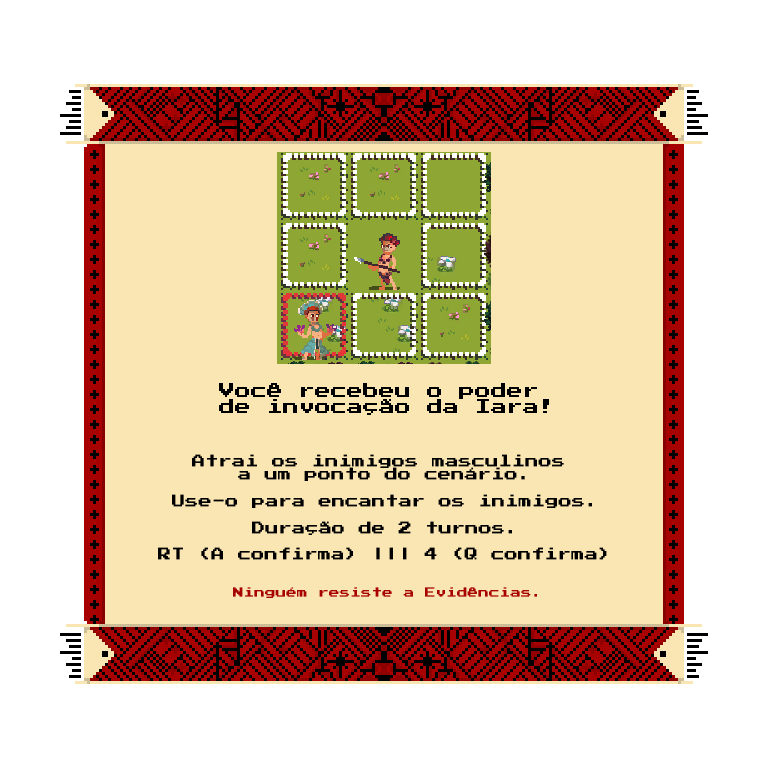 Você recebeu o poder
de invocação da Iara!
Atrai os inimigos masculinos
a um ponto do cenário.
Use-o para encantar os inimigos.
Duração de 2 turnos.
RT (A confirma) III 4 (Q confirma)
Ninguém resiste a Evidências.